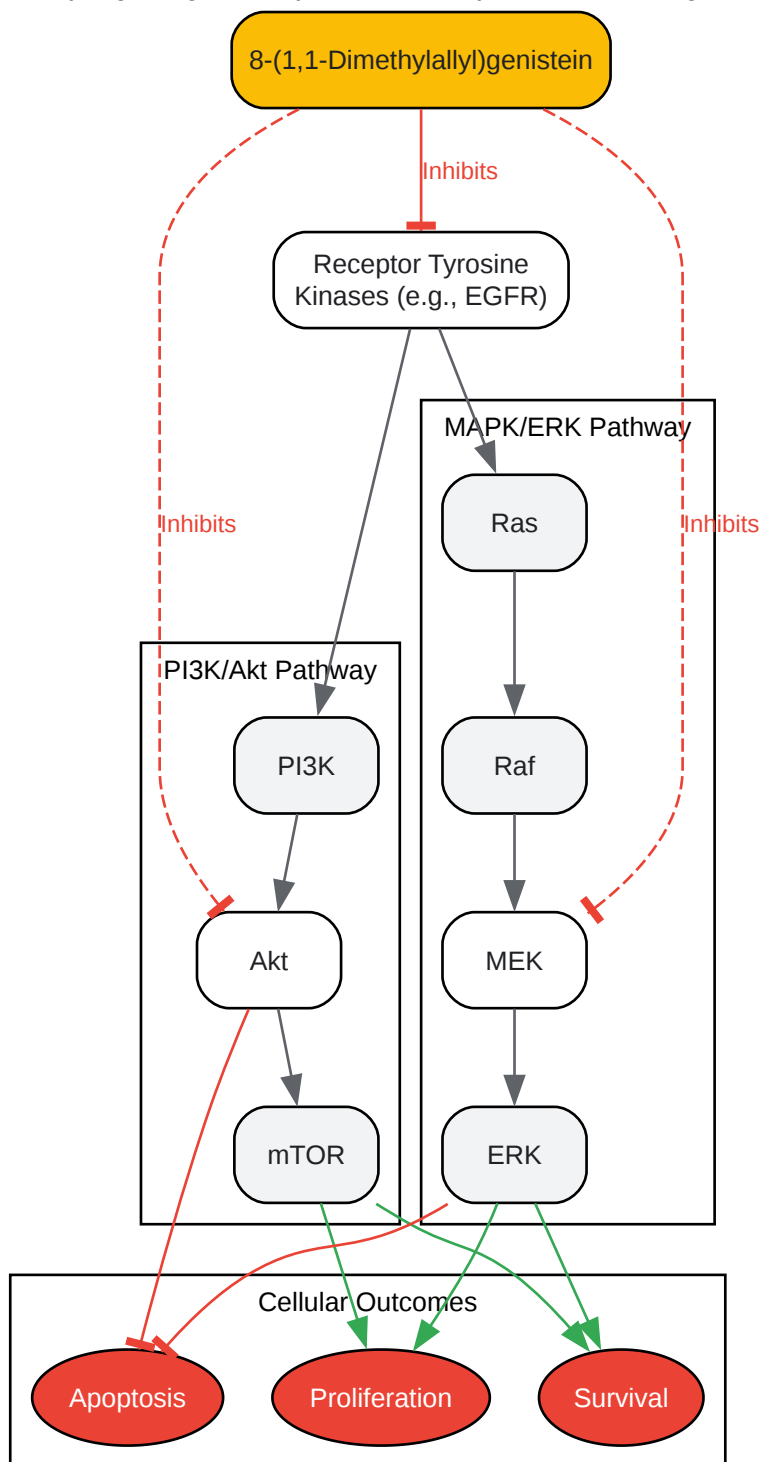 8-(1,1-Dimethylallyl)genistein
Inhibits
Receptor Tyrosine
Kinases (e.g., EGFR)
MAPK/ERK Pathway
Ras
Inhibits
Inhibits
PI3K/Akt Pathway
PI3K
Raf
Akt
MEK
mTOR
ERK
Cellular Outcomes
Apoptosis
Proliferation
Survival